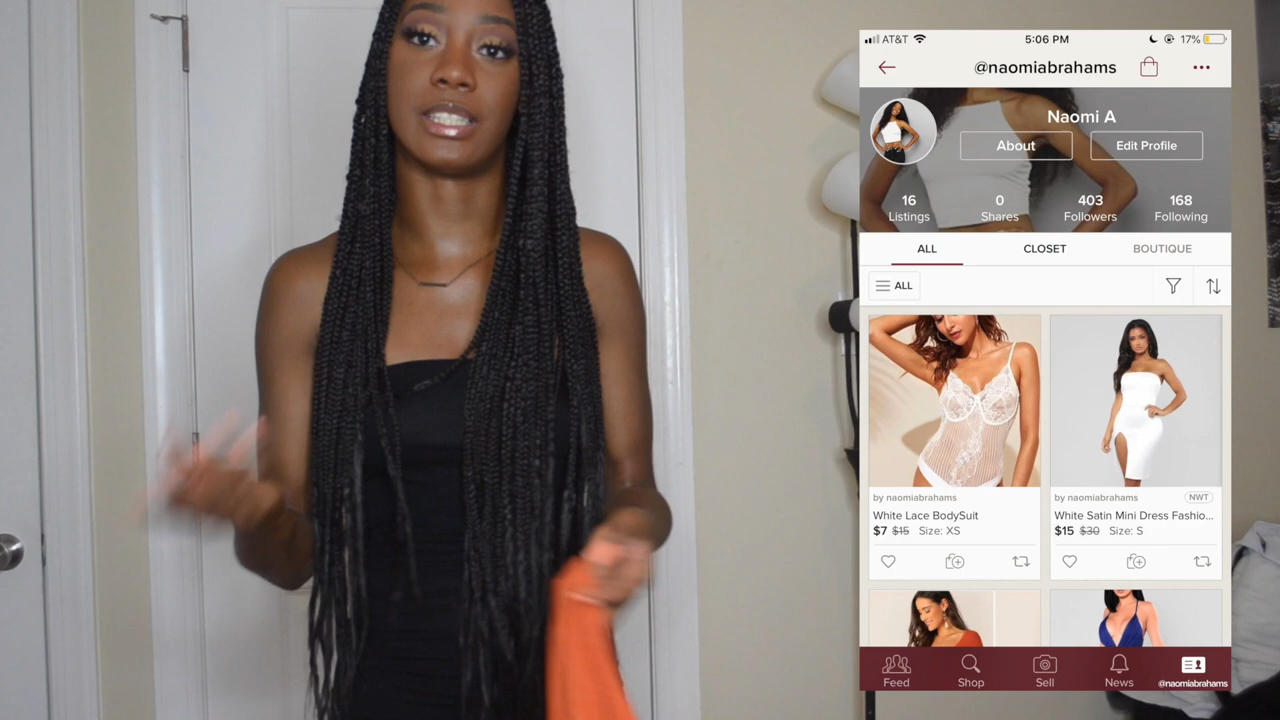 AT&T 5:06 PM 17%
@naomiabrahams
Naomi A
About Edit Profile
16 0 403 168
Listings Shares Followers Following
ALL CLOSET BOUTIQUE
ALL
by naomiabrahams by naomiabrahams NWT
White Lace BodySuit White Satin Mini Dress Fashio...
$7 $15 Size: XS $15 $30 Size: S
Feed Shop Sell News @naomiabrahams